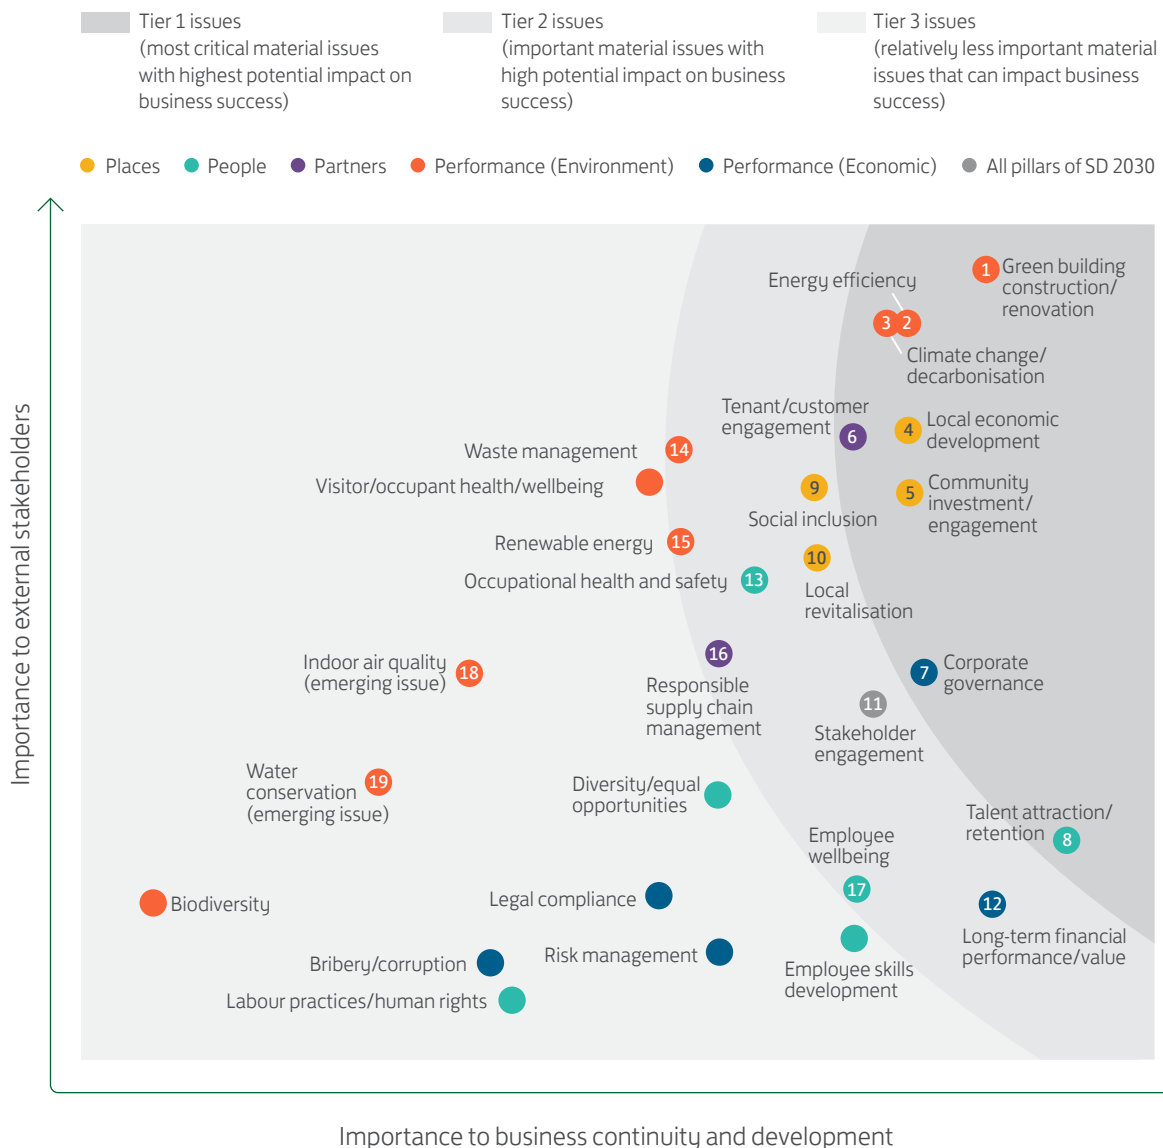 Tier 1 issues
(most critical material issues
with highest potential impact on
business success)
Tier 2 issues
(important material issues with
high potential impact on business
success)
Tier 3 issues
(relatively less important material
issues that can impact business
success)
Places
People
Partners
Performance (Environment)
Performance (Economic)
All pillars of SD 2030
Importance to external stakeholders
Energy efficiency
1
Green building
construction/
renovation
3
2
Climate change/
decarbonisation
Tenant/customer
engagement
6
4
Local economic
development
Waste management
14
Visitor/occupant health/wellbeing
9
Social inclusion
5
Community
investment/
engagement
Renewable energy
15
Occupational health and safety
13
10
Local
revitalisation
Indoor air quality
(emerging issue)
18
16
Responsible
supply chain
management
7
Corporate
governance
11
Stakeholder
engagement
Water
conservation
(emerging issue)
19
Diversity/equal
opportunities
Talent attraction/
retention
8
Employee
wellbeing
17
Biodiversity
Legal compliance
12
Long-term financial
performance/value
Bribery/corruption
Risk management
Employee skills
development
Labour practices/human rights
Importance to business continuity and development